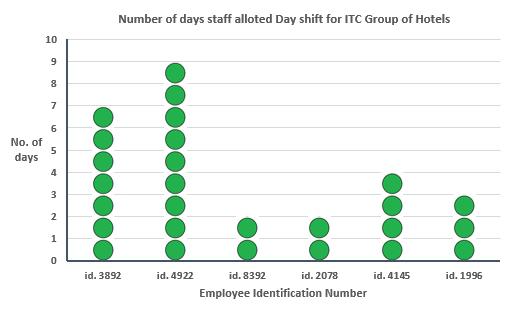 Number of days staff alloted Day shift for ITC Group of Hotels
10
9
8
7
6
5
4
3
2
1
0
No. of
days
id. 3892 id. 4922 id. 8392 id. 2078 id. 4145 id. 1996
Employee Identification Number